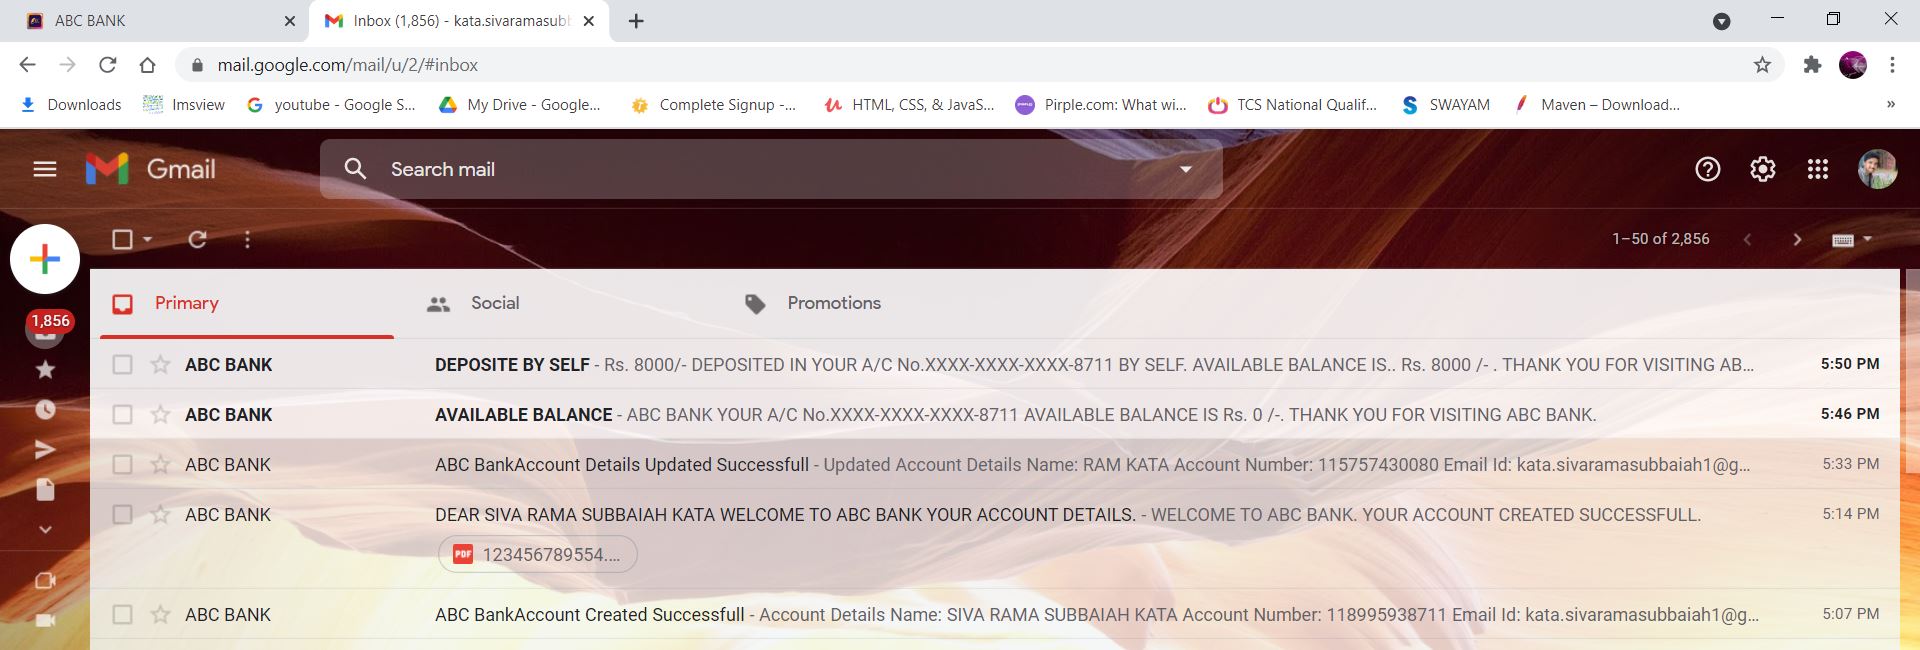 ABC BANK
Inbox (1,856) - kata.sivaramasubb
mail.google.com/mail/u/2/#inbox
Downloads Imsview youtube - Google S... My Drive - Google... Complete Signup -... HTML, CSS, & JavaS... Pirple.com: What wi... TCS National Qualif... SWAYAM Maven – Download... »
Gmail Search mail
1–50 of 2,856
1,856
Primary Social Promotions
ABC BANK DEPOSITE BY SELF - Rs. 8000/- DEPOSITED IN YOUR A/C No.XXXX-XXXX-XXXX-8711 BY SELF. AVAILABLE BALANCE IS.. Rs. 8000 /- . THANK YOU FOR VISITING AB... 5:50 PM
ABC BANK AVAILABLE BALANCE - ABC BANK YOUR A/C No.XXXX-XXXX-XXXX-8711 AVAILABLE BALANCE IS Rs. 0 /-. THANK YOU FOR VISITING ABC BANK. 5:46 PM
ABC BANK ABC BankAccount Details Updated Successfull - Updated Account Details Name: RAM KATA Account Number: 115757430080 Email Id: kata.sivaramasubbaiah1@g... 5:33 PM
ABC BANK DEAR SIVA RAMA SUBBAIAH KATA WELCOME TO ABC BANK YOUR ACCOUNT DETAILS. - WELCOME TO ABC BANK. YOUR ACCOUNT CREATED SUCCESSFULL. 5:14 PM
PDF 123456789554....
ABC BANK ABC BankAccount Created Successfull - Account Details Name: SIVA RAMA SUBBAIAH KATA Account Number: 118995938711 Email Id: kata.sivaramasubbaiah1@g... 5:07 PM